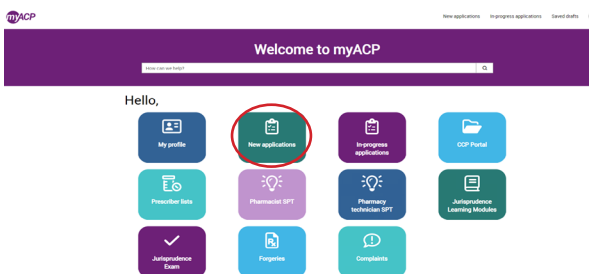 myACP
New applications In-progress applications Saved drafts
Welcome to myACP
How can we help?
Hello,
My profile
New applications
In-progress
applications
CCP Portal
Prescriber lists
Pharmacist SPT
Pharmacy
technician SPT
Jurisprudence
Learning Modules
Jurisprudence
Exam
Forgeries
Complaints